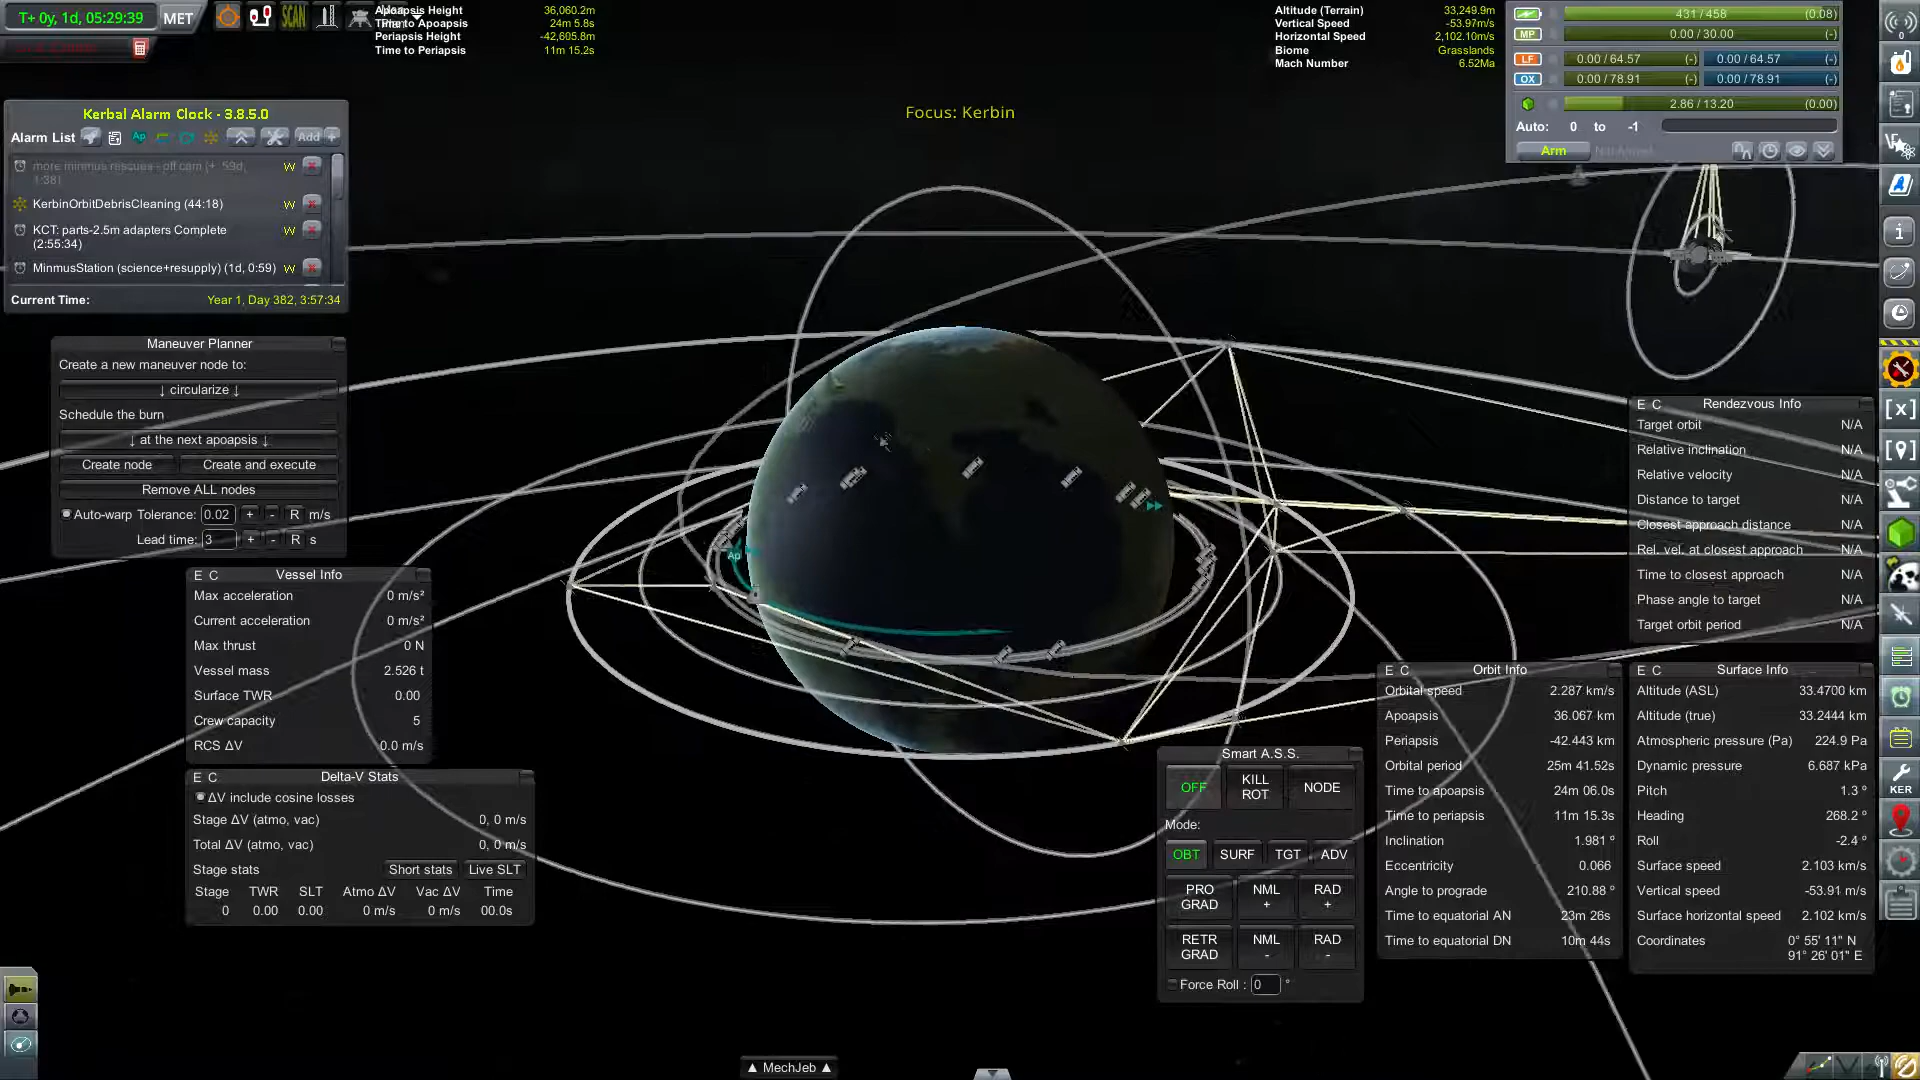 T+ 0y, 1d, 05:29:39 MET
SCAN
Apoapsis Height 36,060.2m
Time to Apoapsis 24m 5.8s
Periapsis Height -42,605.8m
Time to Periapsis 11m 15.2s
Altitude (Terrain) 33,249.9m
Vertical Speed -53.97m/s
Horizontal Speed 2,102.10m/s
Biome Grasslands
Mach Number 6.52Ma
431 / 458 (0.08)
MP 0.00 / 30.00 (-)
LF 0.00 / 64.57 (-) 0.00 / 64.57 (-)
OX 0.00 / 78.91 (-) 0.00 / 78.91 (-)
2.86 / 13.20 (0.00)
Auto: 0 to -1
Arm
Focus: Kerbin
Kerbal Alarm Clock - 3.8.5.0
Alarm List Ap Add +
more minmus rescues - off cam (+ 59d, 1:38) W
KerbinOrbitDebrisCleaning (44:18) W
KCT: parts-2.5m adapters Complete W
(2:55:34)
MinmusStation (science+resupply) (1d, 0:59) W
Current Time: Year 1, Day 382, 3:57:34
Maneuver Planner
Create a new maneuver node to:
↓ circularize ↓
Schedule the burn
↓ at the next apoapsis ↓
Create node Create and execute
Remove ALL nodes
Auto-warp Tolerance: 0.02 + - R m/s
Lead time: 3 + - R s
E C Vessel Info
Max acceleration 0 m/s²
Current acceleration 0 m/s²
Max thrust 0 N
Vessel mass 2.526 t
Surface TWR 0.00
Crew capacity 5
RCS ΔV 0.0 m/s
E C Delta-V Stats
ΔV include cosine losses
Stage ΔV (atmo, vac) 0, 0 m/s
Total ΔV (atmo, vac) 0, 0 m/s
Stage stats Short stats Live SLT
Stage TWR SLT Atmo ΔV Vac ΔV Time
0 0.00 0.00 0 m/s 0 m/s 00.0s
Ap
E C Rendezvous Info
Target orbit N/A
Relative inclination N/A
Relative velocity N/A
Distance to target N/A
Closest approach distance N/A
Rel. vel. at closest approach N/A
Time to closest approach N/A
Phase angle to target N/A
Target orbit period N/A
Smart A.S.S.
OFF KILL ROT NODE
Mode:
OBT SURF TGT ADV
PRO GRAD NML + RAD +
RETR GRAD NML - RAD -
Force Roll : 0 °
E C Orbit Info
Orbital speed 2.287 km/s
Apoapsis 36.067 km
Periapsis -42.443 km
Orbital period 25m 41.52s
Time to apoapsis 24m 06.0s
Time to periapsis 11m 15.3s
Inclination 1.981 º
Eccentricity 0.066
Angle to prograde 210.88 º
Time to equatorial AN 23m 26s
Time to equatorial DN 10m 44s
E C Surface Info
Altitude (ASL) 33.4700 km
Altitude (true) 33.2444 km
Atmospheric pressure (Pa) 224.9 Pa
Dynamic pressure 6.687 kPa
Pitch 1.3 º
Heading 268.2 º
Roll -2.4 º
Surface speed 2.103 km/s
Vertical speed -53.91 m/s
Surface horizontal speed 2.102 km/s
Coordinates 0° 55' 11" N
91° 26' 01" E
KER
▲ MechJeb ▲